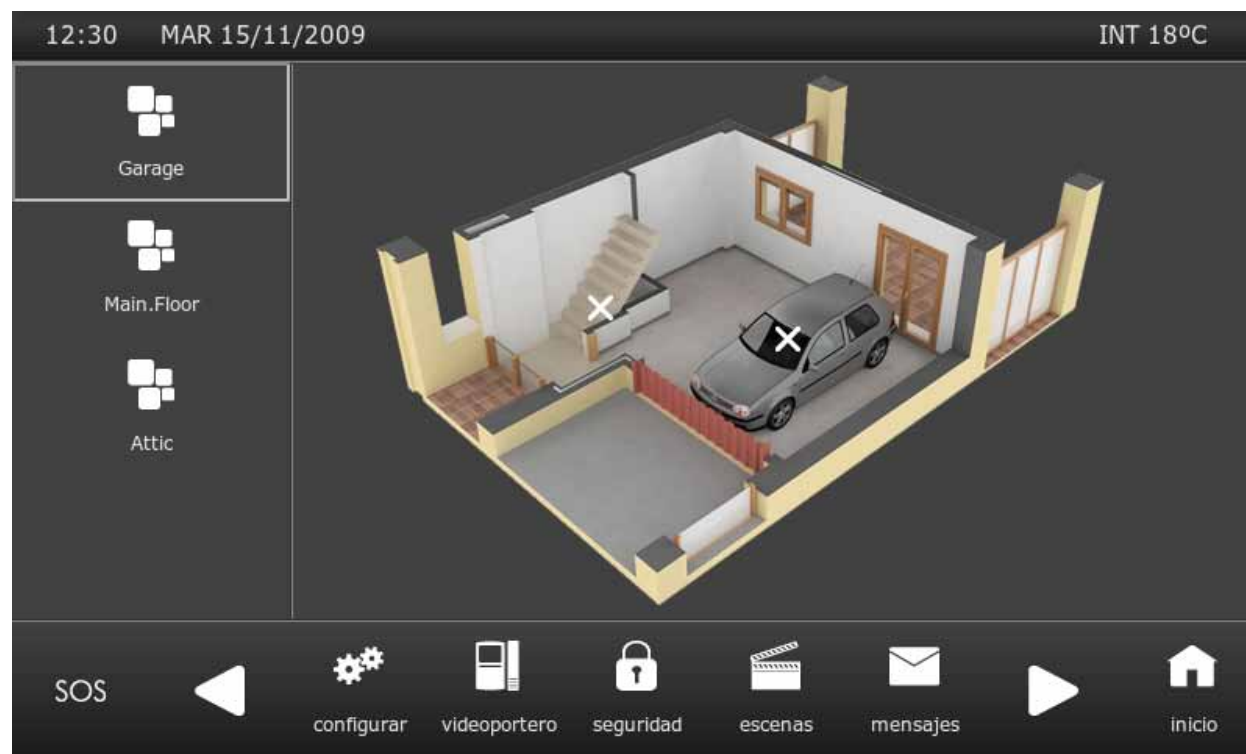 12:30 MAR 15/11/2009 INT 18ºC
Garage
Main.Floor
Attic
SOS
configurar videoportero seguridad escenas mensajes inicio